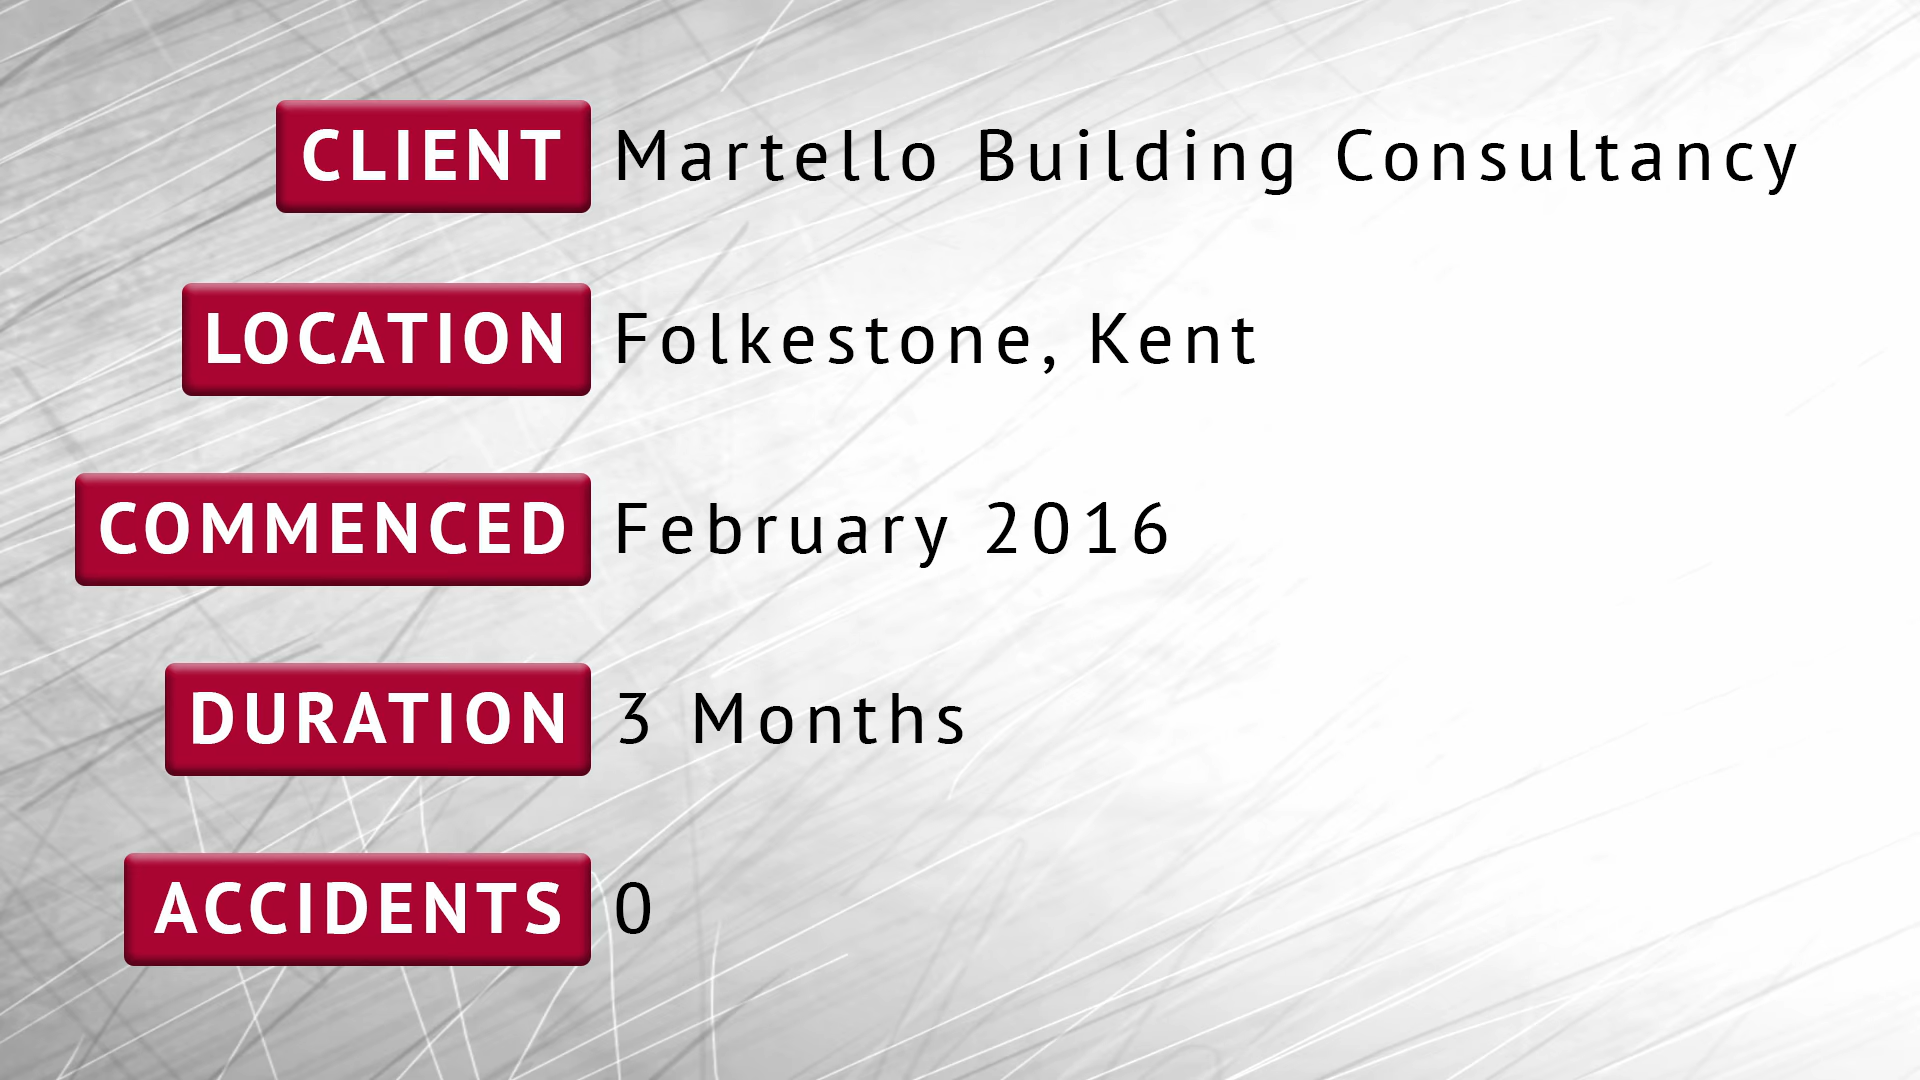 CLIENT Martello Building Consultancy
LOCATION Folkestone, Kent
COMMENCED February 2016
DURATION 3 Months
ACCIDENTS 0